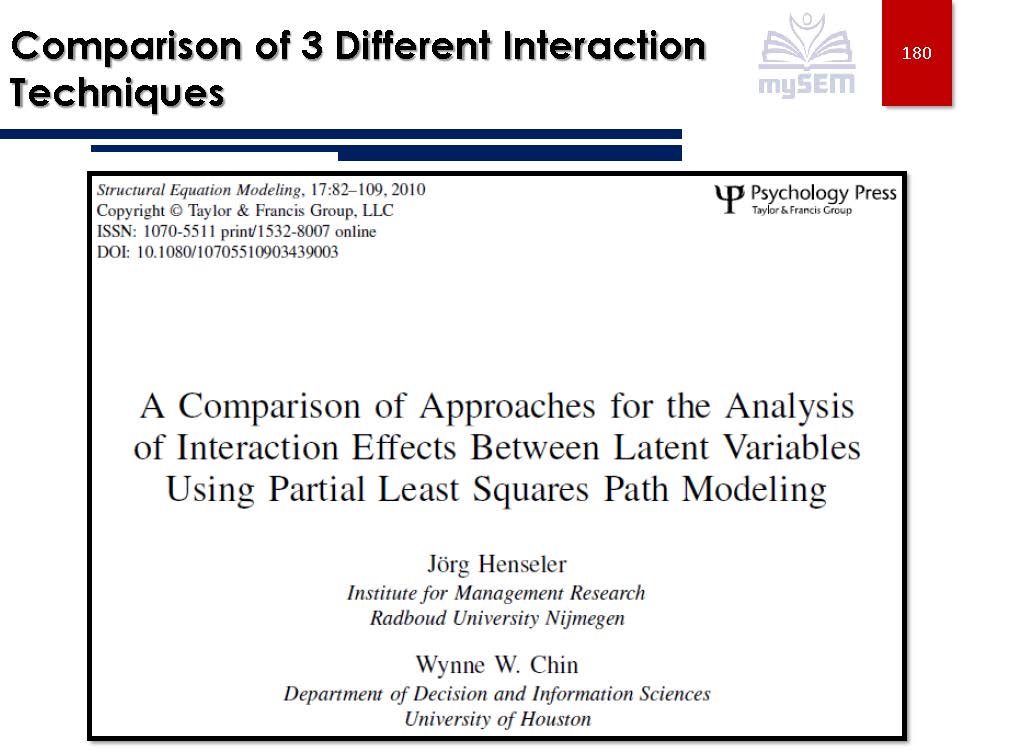 Comparison of 3 Different Interaction
Techniques
mySEM
180
Structural Equation Modeling, 17:82–109, 2010
Copyright © Taylor & Francis Group, LLC
ISSN: 1070-5511 print/1532-8007 online
DOI: 10.1080/10705510903439003
Psychology Press
Taylor & Francis Group
A Comparison of Approaches for the Analysis
of Interaction Effects Between Latent Variables
Using Partial Least Squares Path Modeling
Jörg Henseler
Institute for Management Research
Radboud University Nijmegen
Wynne W. Chin
Department of Decision and Information Sciences
University of Houston